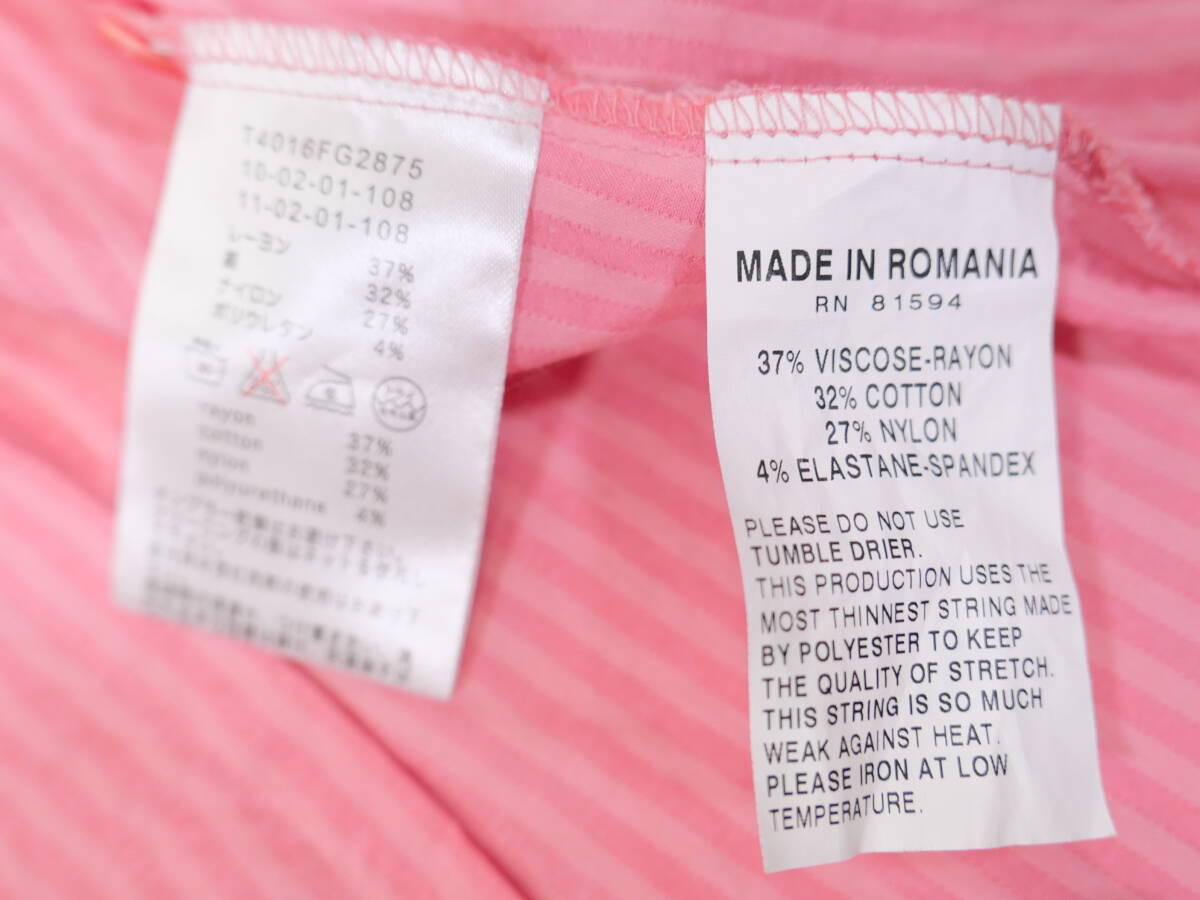 T4016FG2875
10-02-01-108
11-02-01-108
レーヨン 37%
32%
ナイロン 27%
ポリウレタン 4%
rayon 37%
cotton 32%
nylon 27%
polyurethane 4%
MADE IN ROMANIA
RN 81594
37% VISCOSE-RAYON
32% COTTON
27% NYLON
4% ELASTANE-SPANDEX
PLEASE DO NOT USE
TUMBLE DRIER.
THIS PRODUCTION USES THE
MOST THINNEST STRING MADE
BY POLYESTER TO KEEP
THE QUALITY OF STRETCH.
THIS STRING IS SO MUCH
WEAK AGAINST HEAT.
PLEASE IRON AT LOW
TEMPERATURE.